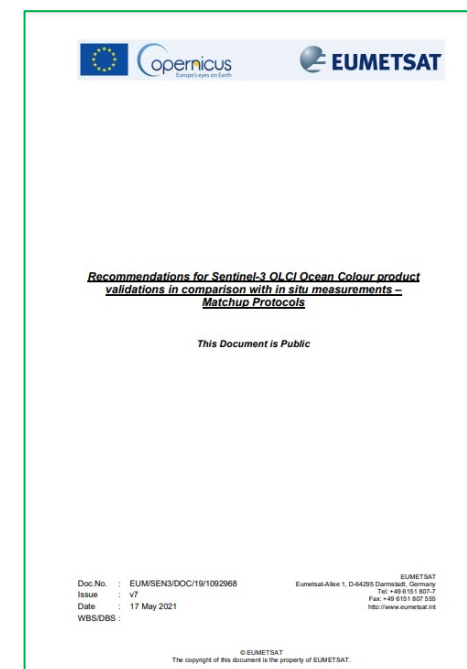 opernicus
Europe's eyes on Earth
EUMETSAT
Recommendations for Sentinel-3 OLCI Ocean Colour product
validations in comparison with in situ measurements –
Matchup Protocols
This Document is Public
Doc.No. : EUM/SEN3/DOC/19/1092968
Issue : v7
Date : 17 May 2021
WBS/DBS :
EUMETSAT
Eumetsat-Allee 1, D-64295 Darmstadt, Germany
Tel: +49 6151 807-7
Fax: +49 6151 807 555
http://www.eumetsat.int
© EUMETSAT
The copyright of this document is the property of EUMETSAT.